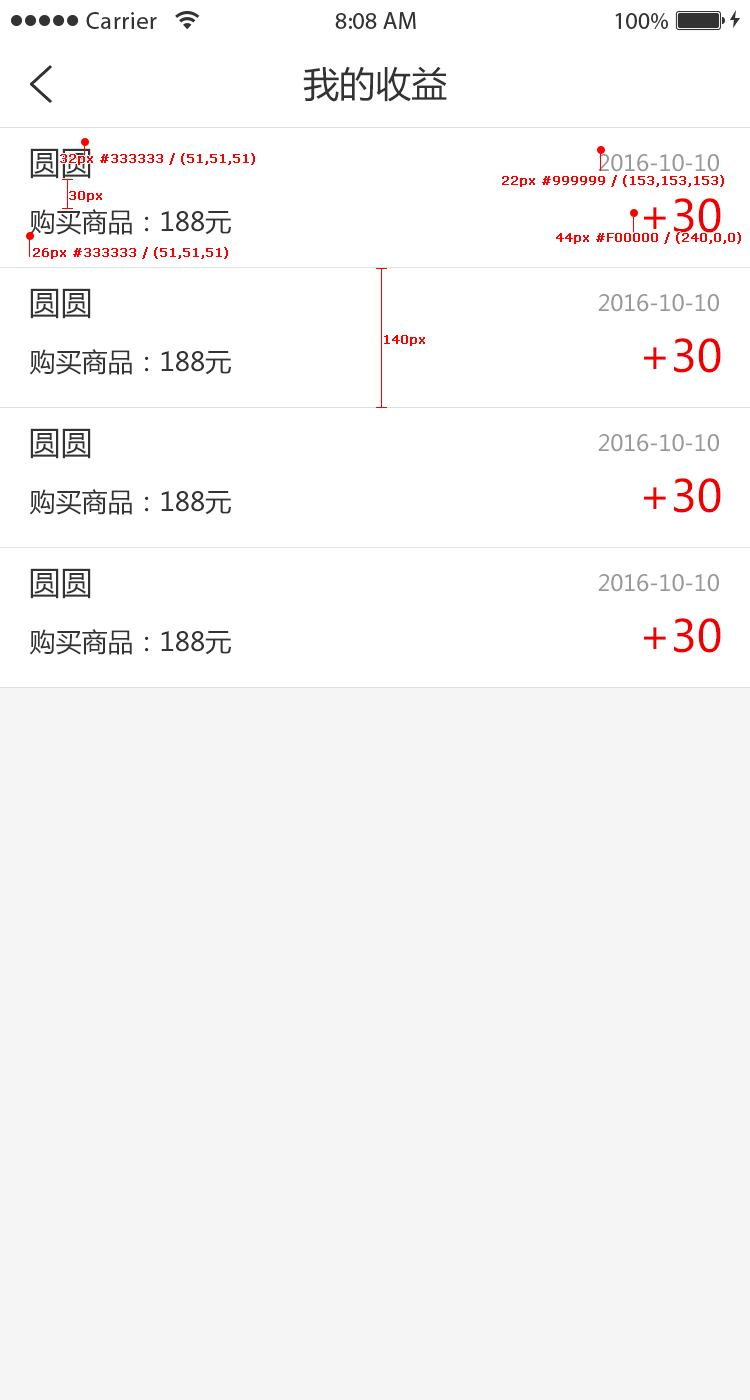 Carrier 8:08 AM 100%
我的收益
圆圆 2016-10-10
32px #333333 / (51,51,51)
22px #999999 / (153,153,153)
30px
购买商品：188元 +30
44px #F00000 / (240,0,0)
26px #333333 / (51,51,51)
圆圆 2016-10-10
140px
购买商品：188元 +30
圆圆 2016-10-10
购买商品：188元 +30
圆圆 2016-10-10
购买商品：188元 +30